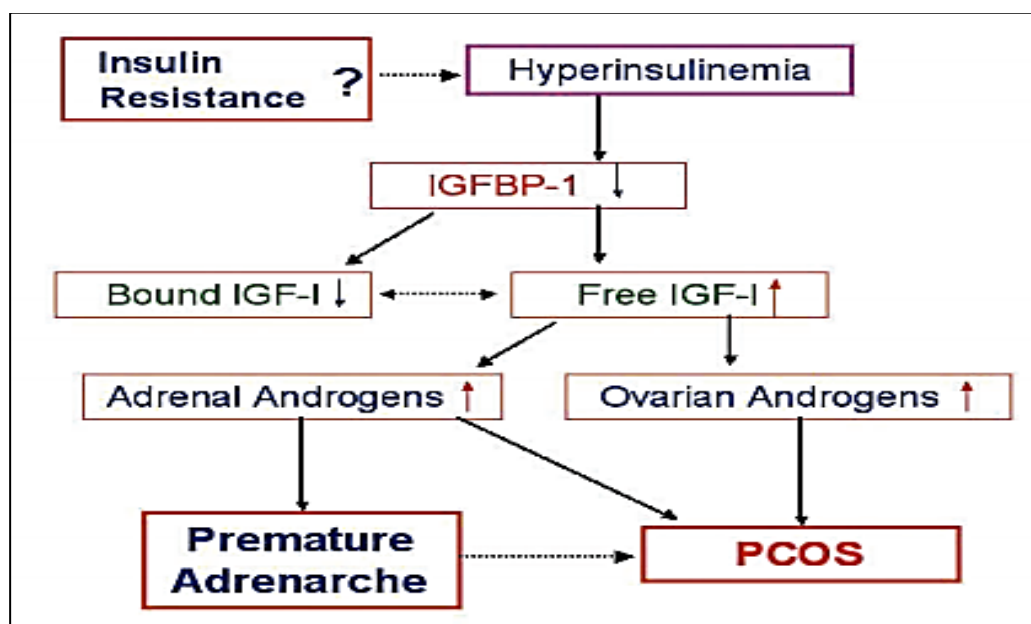 Insulin
Resistance ?
Hyperinsulinemia
IGFBP-1 ↓
Bound IGF-I ↓
Free IGF-I ↑
Adrenal Androgens ↑
Ovarian Androgens ↑
Premature
Adrenarche
PCOS